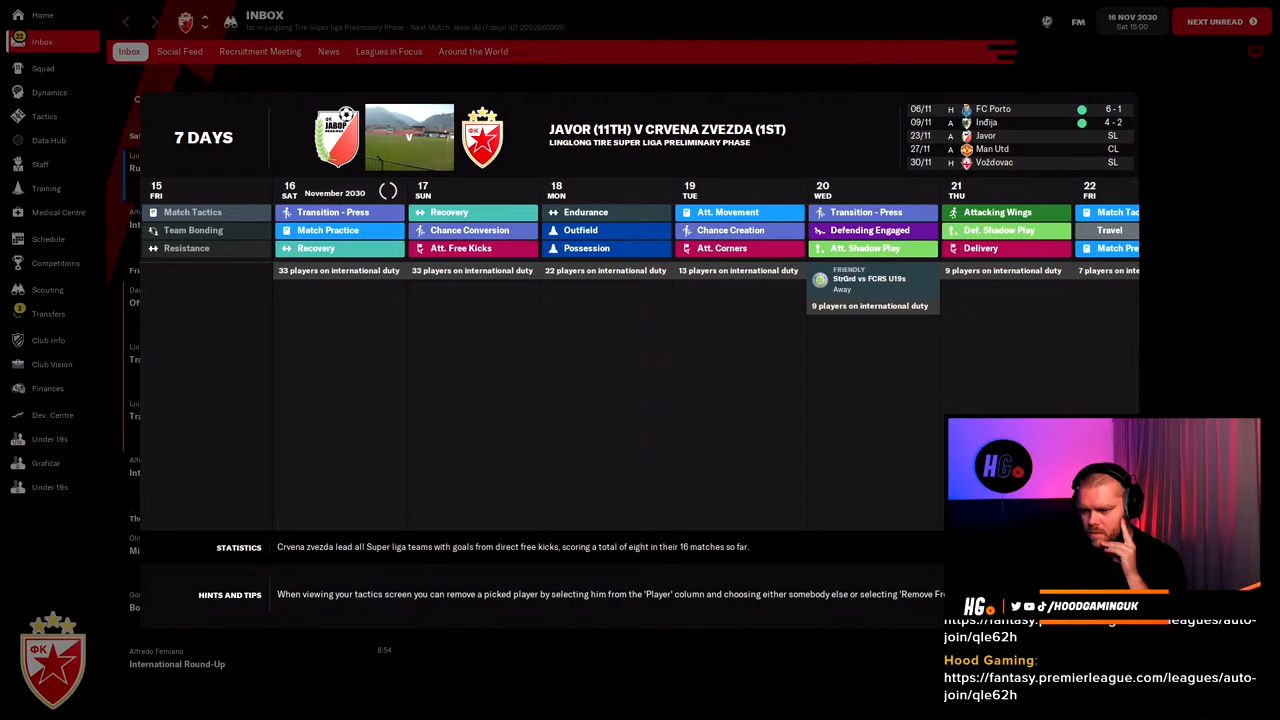 Home
22
Inbox
Squad
Dynamics
Tactics
Data Hub
Staff
Training
Medical Centre
Schedule
Competitions
Scouting
2
Transfers
Club Info
Club Vision
Finances
Dev. Centre
Under 19s
Grafičar
Under 19s
INBOX
1st in Linglong Tire Super liga Preliminary Phase - Next Match: Javor (A) (7 days) (ID:2002063909)
FM
16 NOV 2030
Sat 15:00
NEXT UNREAD
Inbox
Social Feed
Recruitment Meeting
News
Leagues in Focus
Around the World
7 DAYS
V
JAVOR (11TH) V CRVENA ZVEZDA (1ST)
LINGLONG TIRE SUPER LIGA PRELIMINARY PHASE
06/11 H FC Porto 6 - 1
09/11 A Inđija 4 - 2
23/11 A Javor SL
27/11 A Man Utd CL
30/11 H Voždovac SL
15
FRI
Match Tactics
Team Bonding
Resistance
16
SAT
November 2030
Transition - Press
Match Practice
Recovery
33 players on international duty
17
SUN
Recovery
Chance Conversion
Att. Free Kicks
33 players on international duty
18
MON
Endurance
Outfield
Possession
22 players on international duty
19
TUE
Att. Movement
Chance Creation
Att. Corners
13 players on international duty
20
WED
Transition - Press
Defending Engaged
Att. Shadow Play
FRIENDLY
StrGrd vs FCRS U19s
Away
9 players on international duty
21
THU
Attacking Wings
Def. Shadow Play
Delivery
9 players on international duty
22
FRI
Match Tac
Travel
Match Pre
7 players on inter
STATISTICS
Crvena zvezda lead all Super liga teams with goals from direct free kicks, scoring a total of eight in their 16 matches so far.
HINTS AND TIPS
When viewing your tactics screen you can remove a picked player by selecting him from the 'Player' column and choosing either somebody else or selecting 'Remove Fr
Alfredo Femiano
8:54
International Round-Up
HG
HG
/HOODGAMINGUK
https://fantasy.premierleague.com/leagues/auto-
join/qle62h
Hood Gaming:
https://fantasy.premierleague.com/leagues/auto-
join/qle62h